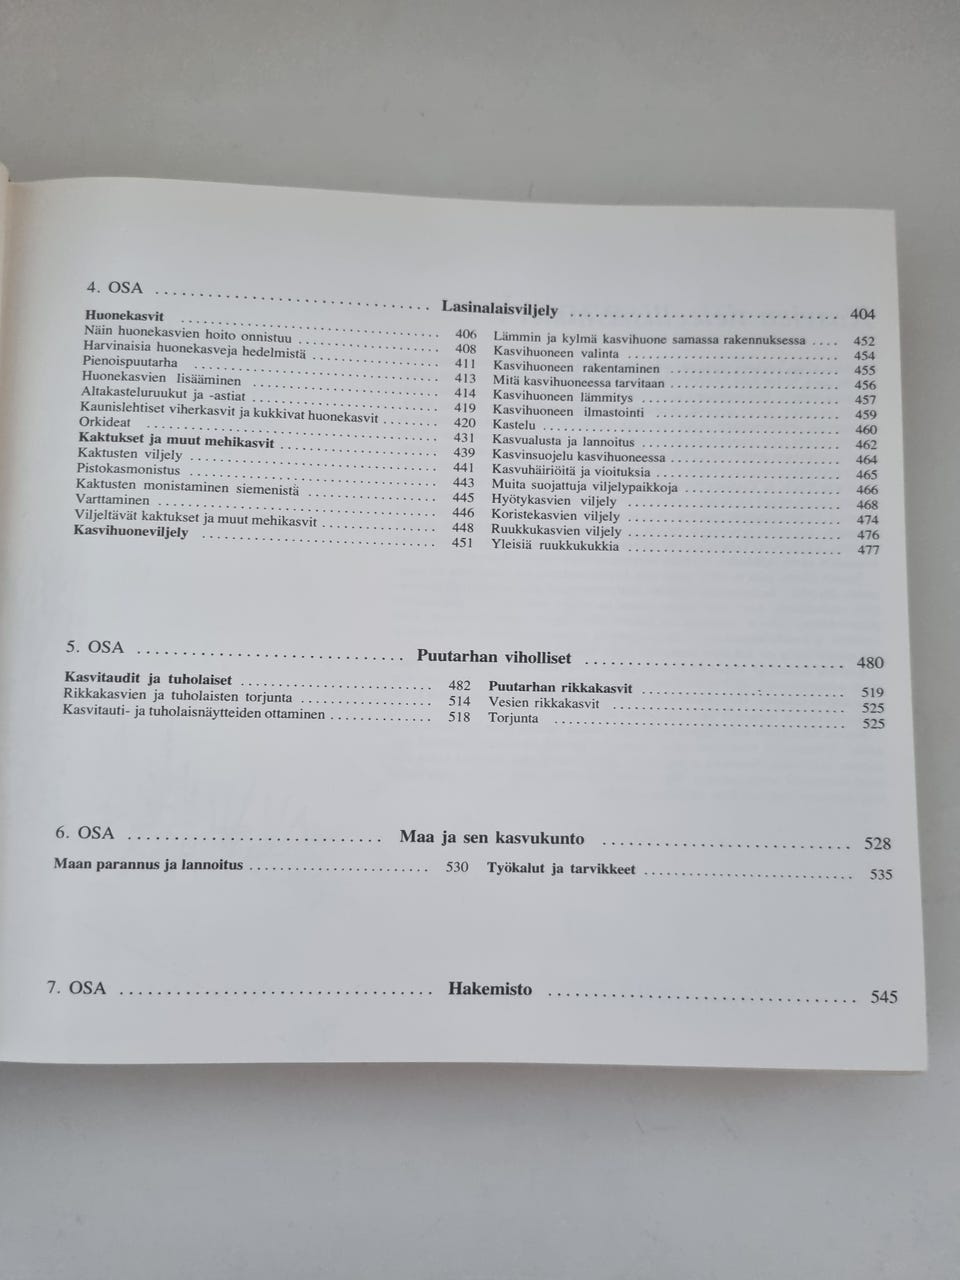 4. OSA ........ Lasinalaisviljely ........ 404
Huonekasvit ........ 406
Näin huonekasvien hoito onnistuu ........ 408
Harvinaisia huonekasveja hedelmistä ........ 411
Pienoispuutarha ........ 413
Huonekasvien lisääminen ........ 414
Altakasteluruukut ja -astiat ........ 419
Kaunislehtiset viherkasvit ja kukkivat huonekasvit ........ 420
Orkideat ........ 431
Kaktukset ja muut mehikasvit ........ 439
Kaktusten viljely ........ 441
Pistokasmonistus ........ 443
Kaktusten monistaminen siemenistä ........ 445
Varttaminen ........ 446
Viljeltävät kaktukset ja muut mehikasvit ........ 448
Kasvihuoneviljely ........ 451
Lämmin ja kylmä kasvihuone samassa rakennuksessa .... 452
Kasvihuoneen valinta ........ 454
Kasvihuoneen rakentaminen ........ 455
Mitä kasvihuoneessa tarvitaan ........ 456
Kasvihuoneen lämmitys ........ 457
Kasvihuoneen ilmastointi ........ 459
Kastelu ........ 460
Kasvualusta ja lannoitus ........ 462
Kasvinsuojelu kasvihuoneessa ........ 464
Kasvuhäiriöitä ja vioituksia ........ 465
Muita suojattuja viljelypaikkoja ........ 466
Hyötykasvien viljely ........ 468
Koristekasvien viljely ........ 474
Ruukkukasvien viljely ........ 476
Yleisiä ruukkukukkia ........ 477
5. OSA ........ Puutarhan viholliset ........ 480
Kasvitaudit ja tuholaiset ........ 482
Rikkakasvien ja tuholaisten torjunta ........ 514
Kasvitauti- ja tuholaisnäytteiden ottaminen ........ 518
Puutarhan rikkakasvit ........ 519
Vesien rikkakasvit ........ 525
Torjunta ........ 525
6. OSA ........ Maa ja sen kasvukunto ........ 528
Maan parannus ja lannoitus ........ 530
Työkalut ja tarvikkeet ........ 535
7. OSA ........ Hakemisto ........ 545